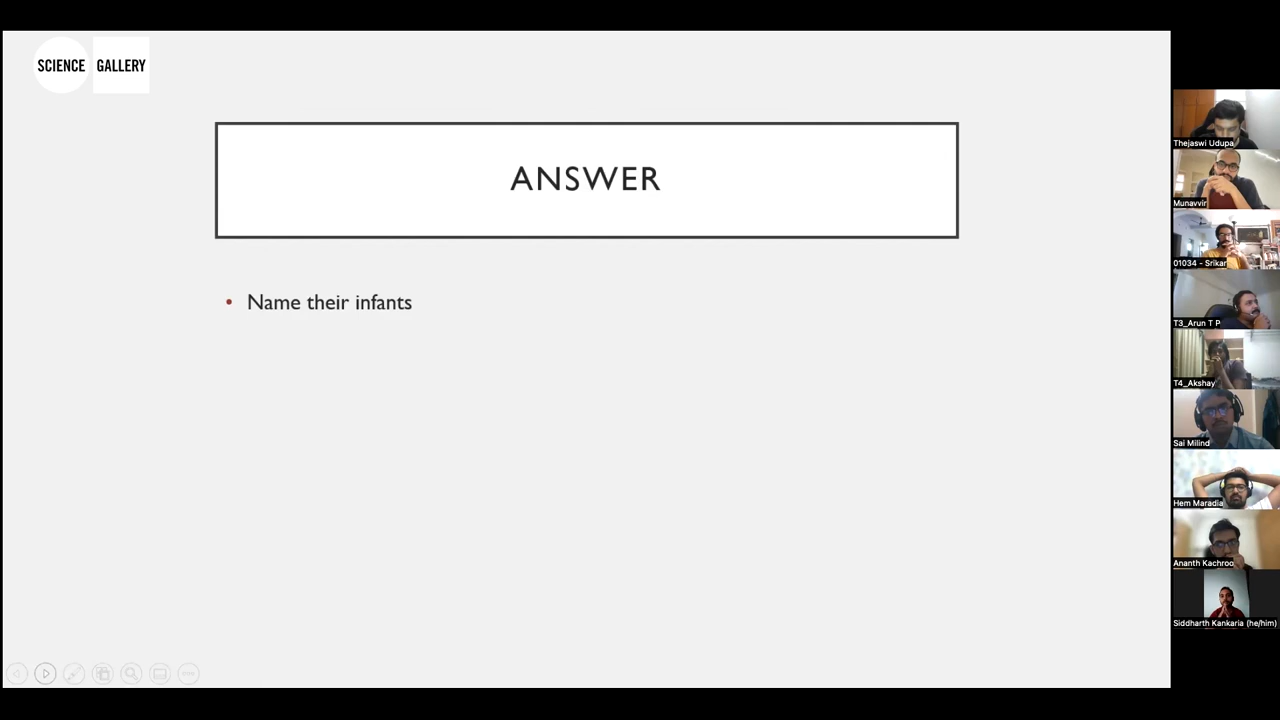 SCIENCE GALLERY
ANSWER
• Name their infants
Thejaswi Udupa
Munavvir
01034 - Srikar
T3_Arun T P
T4_Akshay
Sai Milind
Hem Maradia
Ananth Kachroo
Siddharth Kankaria (he/him)